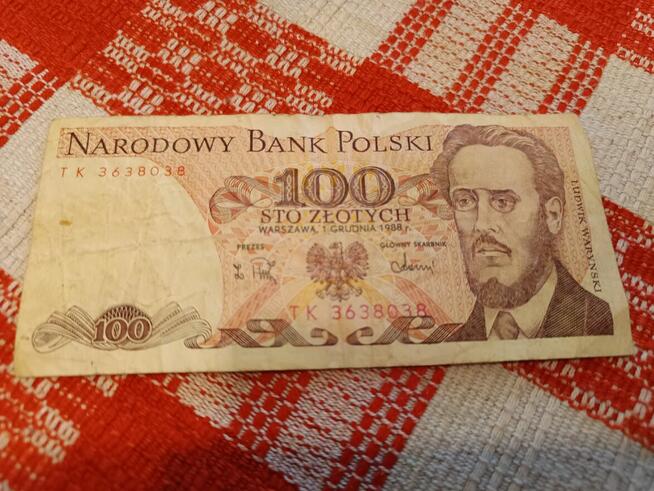 NARODOWY BANK POLSKI
TK 3638038
100
STO ZŁOTYCH
WARSZAWA, 1 GRUDNIA 1988 r.
PREZES
GŁÓWNY SKARBNIK
TK 3638038
100
LUDWIK WARYŃSKI